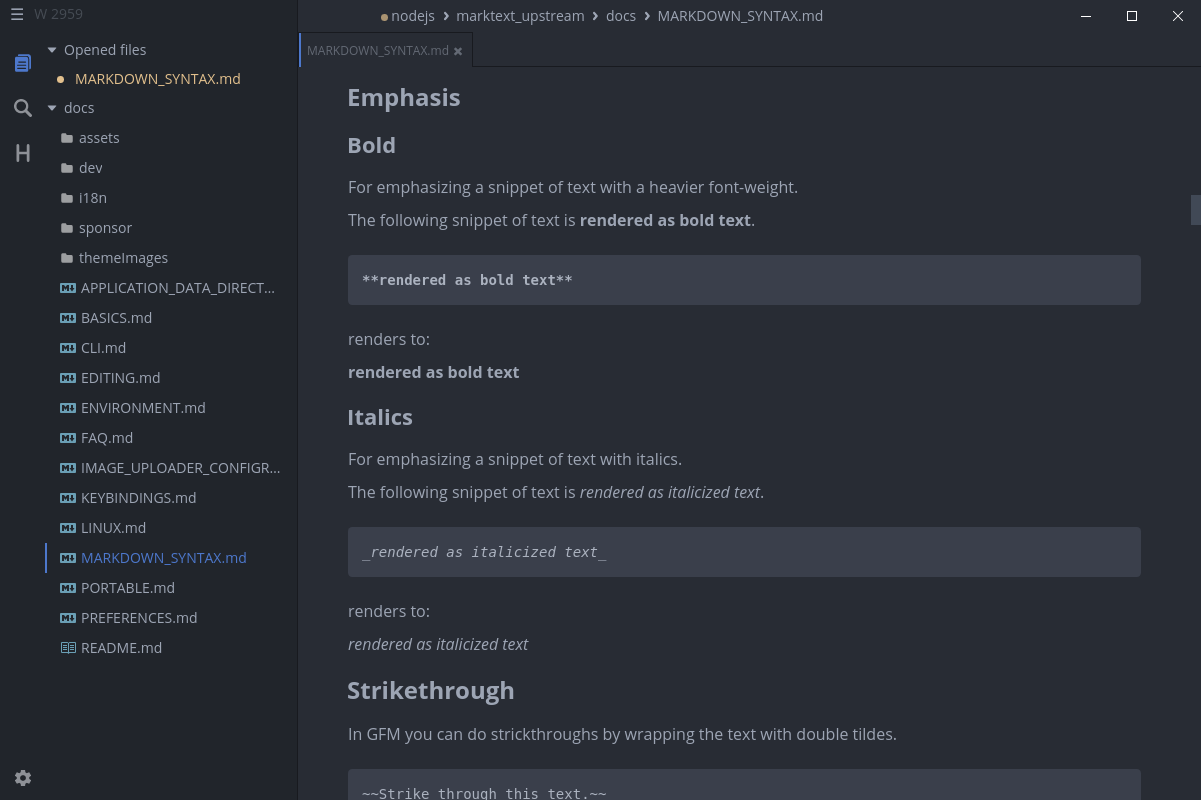 W 2959
nodejs › marktext_upstream › docs › MARKDOWN_SYNTAX.md
Opened files
MARKDOWN_SYNTAX.md
docs
assets
dev
i18n
sponsor
themeImages
APPLICATION_DATA_DIRECT...
BASICS.md
CLI.md
EDITING.md
ENVIRONMENT.md
FAQ.md
IMAGE_UPLOADER_CONFIGR...
KEYBINDINGS.md
LINUX.md
MARKDOWN_SYNTAX.md
PORTABLE.md
PREFERENCES.md
README.md
MARKDOWN_SYNTAX.md
Emphasis
Bold
For emphasizing a snippet of text with a heavier font-weight.
The following snippet of text is rendered as bold text.
**rendered as bold text**
renders to:
rendered as bold text
Italics
For emphasizing a snippet of text with italics.
The following snippet of text is rendered as italicized text.
_rendered as italicized text_
renders to:
rendered as italicized text
Strikethrough
In GFM you can do strickthroughs by wrapping the text with double tildes.
~~Strike through this text.~~